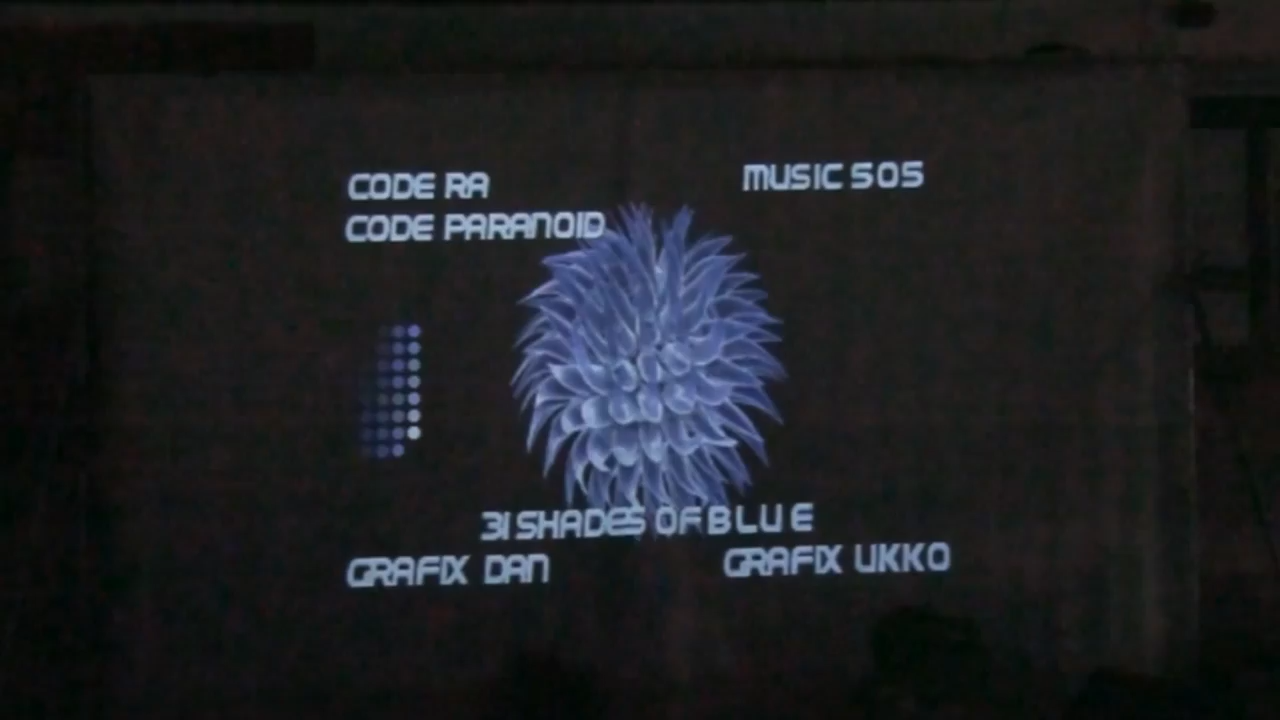 CODE RA
MUSIC 505
CODE PARANOID
31 SHADES OF BLUE
GRAFIX DAN
GRAFIX UKKO